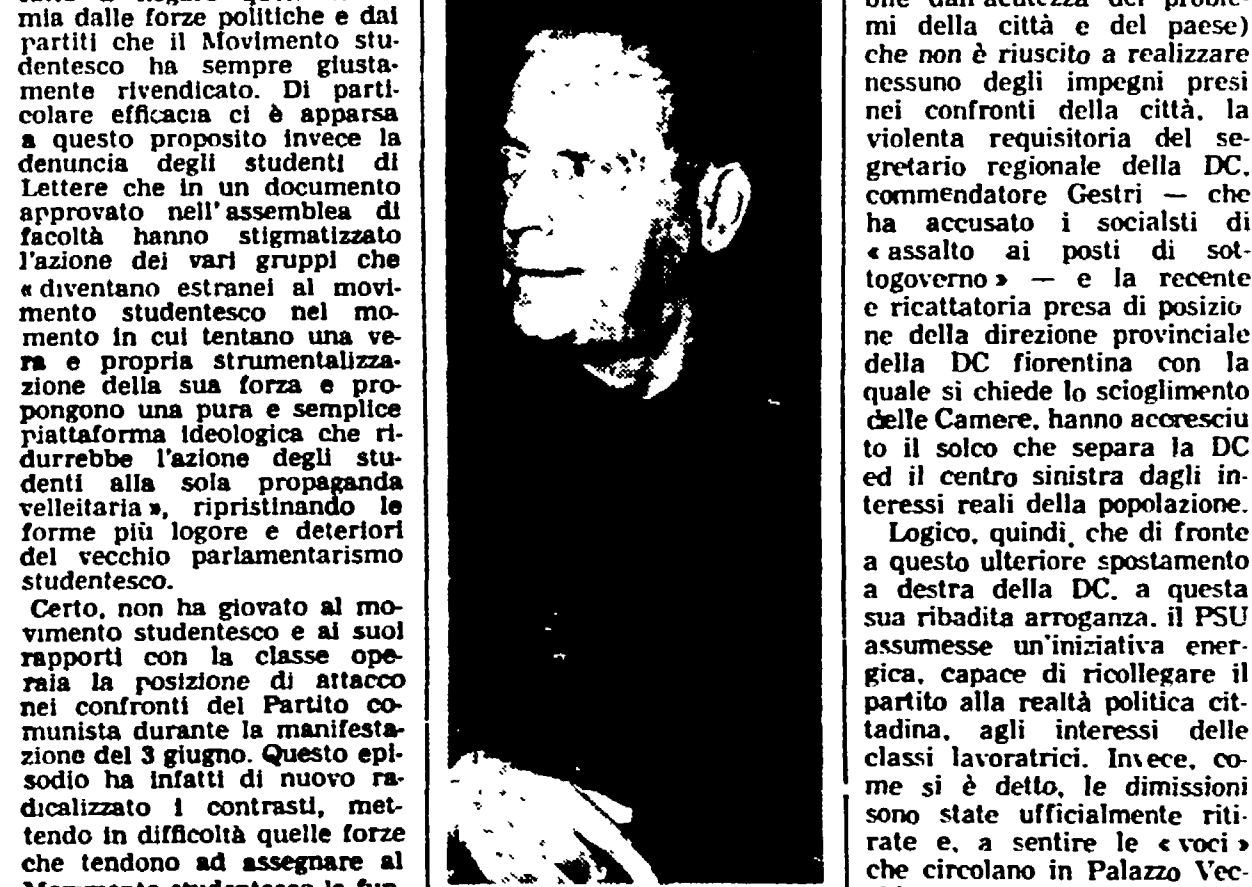 mia dalle forze politiche e dai
partiti che il Movimento stu-
dentesco ha sempre giusta-
mente rivendicato. Di parti-
colare efficacia ci è apparsa
a questo proposito invece la
denuncia degli studenti di
Lettere che in un documento
approvato nell'assemblea di
facoltà hanno stigmatizzato
l'azione dei vari gruppi che
« diventano estranei al movi-
mento studentesco nel mo-
mento in cui tentano una ve-
ra e propria strumentalizza-
zione della sua forza e pro-
pongono una pura e semplice
piattaforma ideologica che ri-
durrebbe l'azione degli stu-
denti alla sola propaganda
velleitaria », ripristinando le
forme più logore e deteriori
del vecchio parlamentarismo
studentesco.
Certo, non ha giovato al mo-
vimento studentesco e ai suoi
rapporti con la classe ope-
raia la posizione di attacco
nei confronti del Partito co-
munista durante la manifesta-
zione del 3 giugno. Questo epi-
sodio ha infatti di nuovo ra-
dicalizzato i contrasti, met-
tendo in difficoltà quelle forze
che tendono ad assegnare al
Movimento studentesco la fun-
mi della città e del paese)
che non è riuscito a realizzare
nessuno degli impegni presi
nei confronti della città, la
violenta requisitoria del se-
gretario regionale della DC,
commendatore Gestri — che
ha accusato i socialsti di
« assalto ai posti di sot-
togoverno » — e la recente
e ricattatoria presa di posizio
ne della direzione provinciale
della DC fiorentina con la
quale si chiede lo scioglimento
delle Camere, hanno accresciu
to il solco che separa la DC
ed il centro sinistra dagli in-
teressi reali della popolazione.
Logico, quindi, che di fronte
a questo ulteriore spostamento
a destra della DC, a questa
sua ribadita arroganza, il PSU
assumesse un'iniziativa ener-
gica, capace di ricollegare il
partito alla realtà politica cit-
tadina, agli interessi delle
classi lavoratrici. Invece, co-
me si è detto, le dimissioni
sono state ufficialmente riti-
rate e, a sentire le « voci »
che circolano in Palazzo Vec-